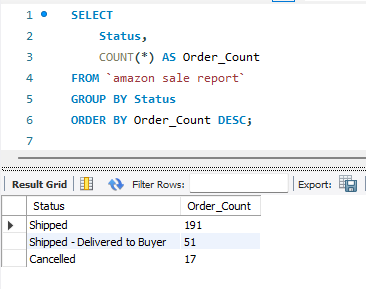 1 SELECT
2 Status,
3 COUNT(*) AS Order_Count
4 FROM `amazon sale report`
5 GROUP BY Status
6 ORDER BY Order_Count DESC;
7
Result Grid Filter Rows: Export:
Status Order_Count
Shipped 191
Shipped - Delivered to Buyer 51
Cancelled 17